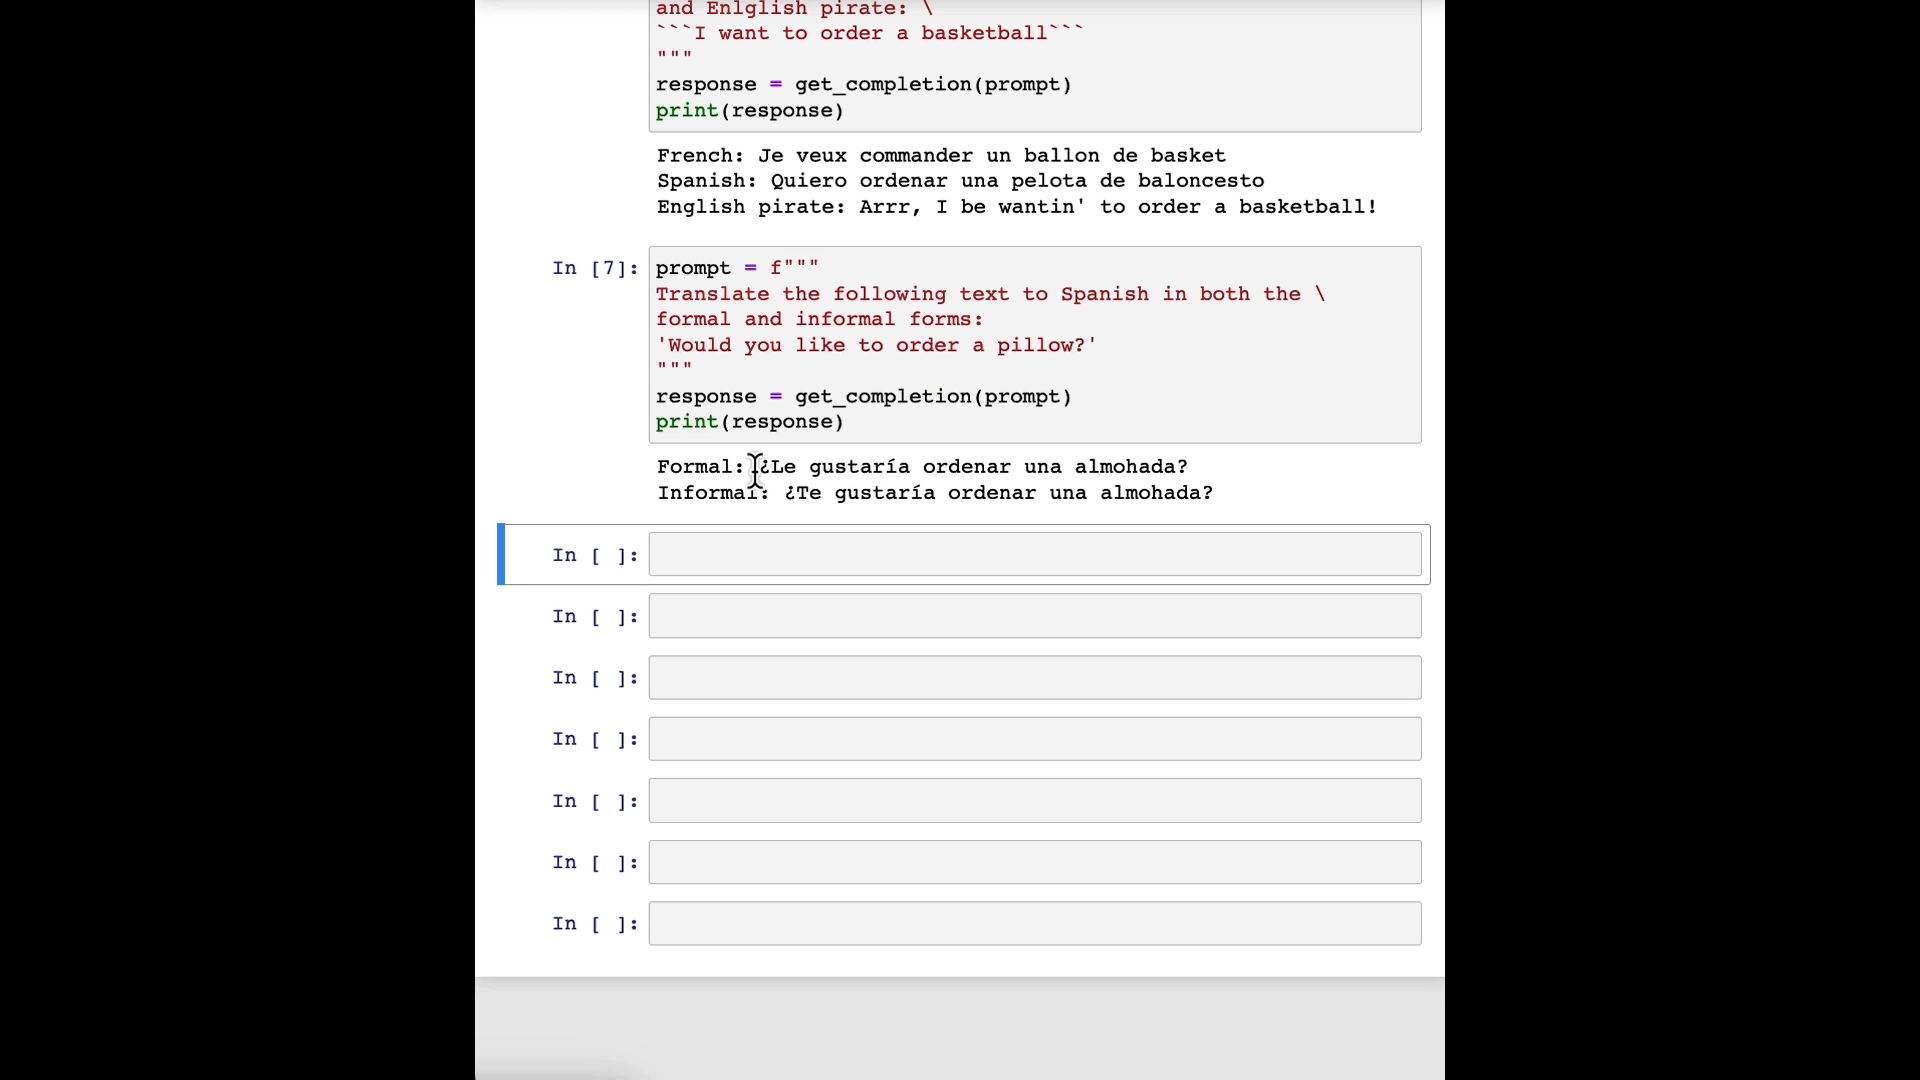 and Enlglish pirate: \
```I want to order a basketball```
"""
response = get_completion(prompt)
print(response)
French: Je veux commander un ballon de basket
Spanish: Quiero ordenar una pelota de baloncesto
English pirate: Arrr, I be wantin' to order a basketball!
In [7]: prompt = f"""
Translate the following text to Spanish in both the \
formal and informal forms:
'Would you like to order a pillow?'
"""
response = get_completion(prompt)
print(response)
Formal: ¿Le gustaría ordenar una almohada?
Informal: ¿Te gustaría ordenar una almohada?
In [ ]:
In [ ]:
In [ ]:
In [ ]:
In [ ]:
In [ ]:
In [ ]: